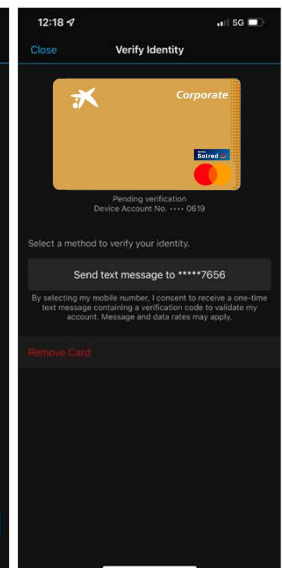 12:18
5G
Close
Verify Identity
Corporate
Solred
Pending verification
Device Account No. ···· 0619
Select a method to verify your identity.
Send text message to *****7656
By selecting my mobile number, I consent to receive a one-time
text message containing a verification code to validate my
account. Message and data rates may apply.
Remove Card